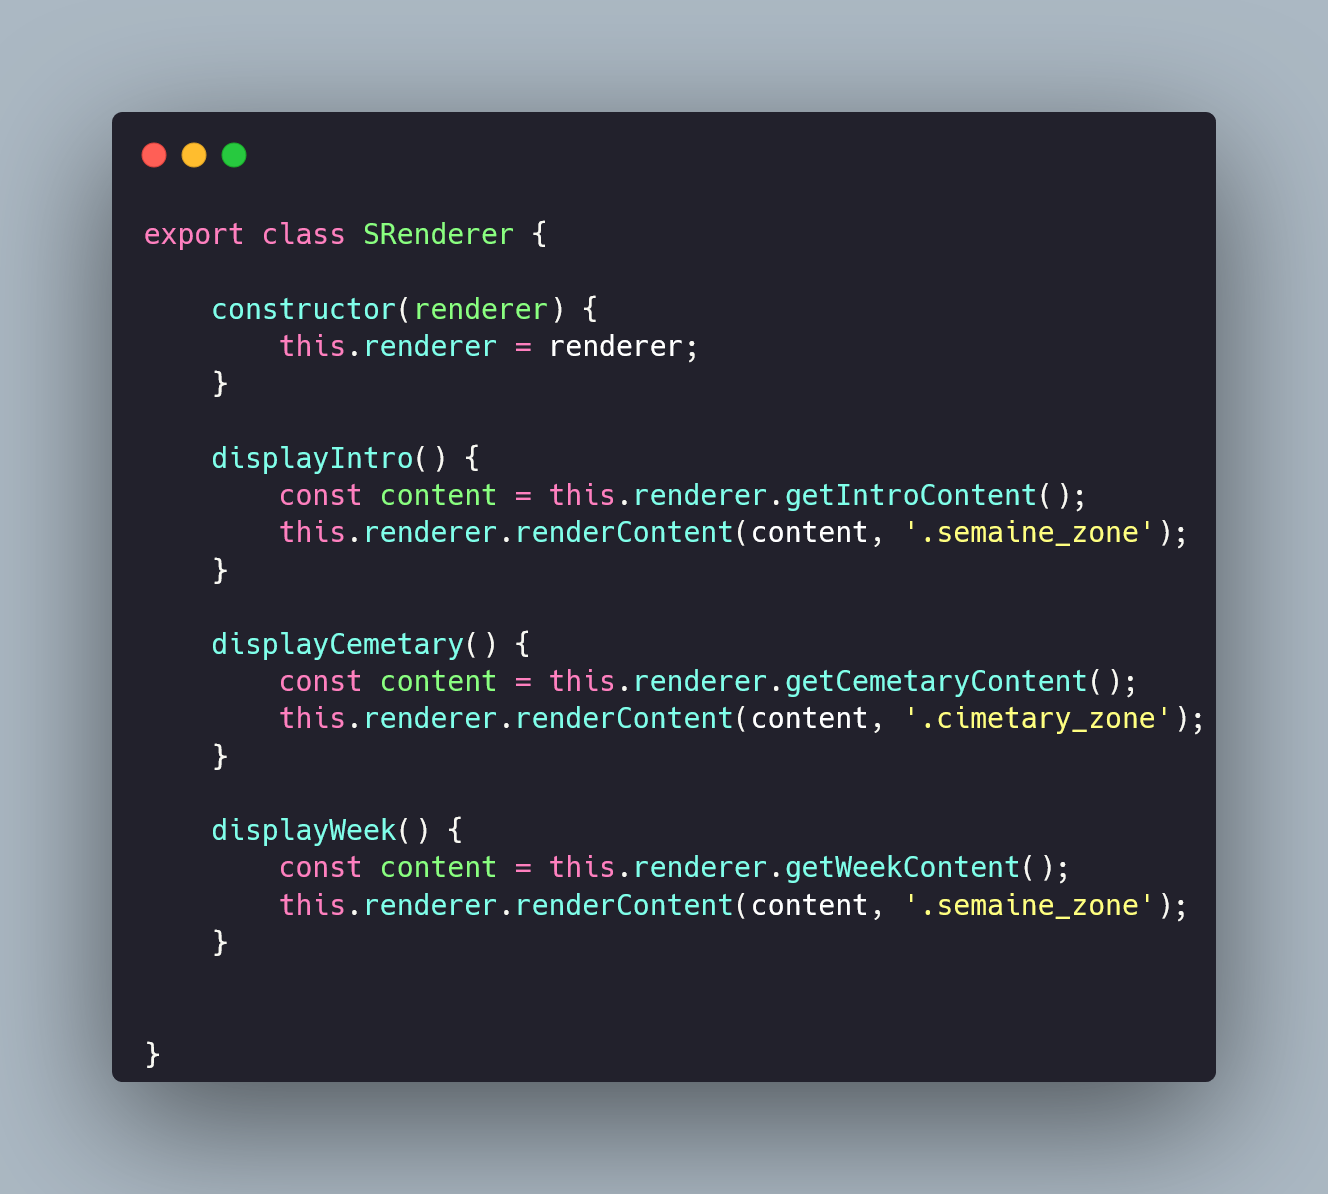 export class SRenderer {
    constructor(renderer) {
        this.renderer = renderer;
    }
    displayIntro() {
        const content = this.renderer.getIntroContent();
        this.renderer.renderContent(content, '.semaine_zone');
    }
    displayCemetary() {
        const content = this.renderer.getCemetaryContent();
        this.renderer.renderContent(content, '.cimetary_zone');
    }
    displayWeek() {
        const content = this.renderer.getWeekContent();
        this.renderer.renderContent(content, '.semaine_zone');
    }
}